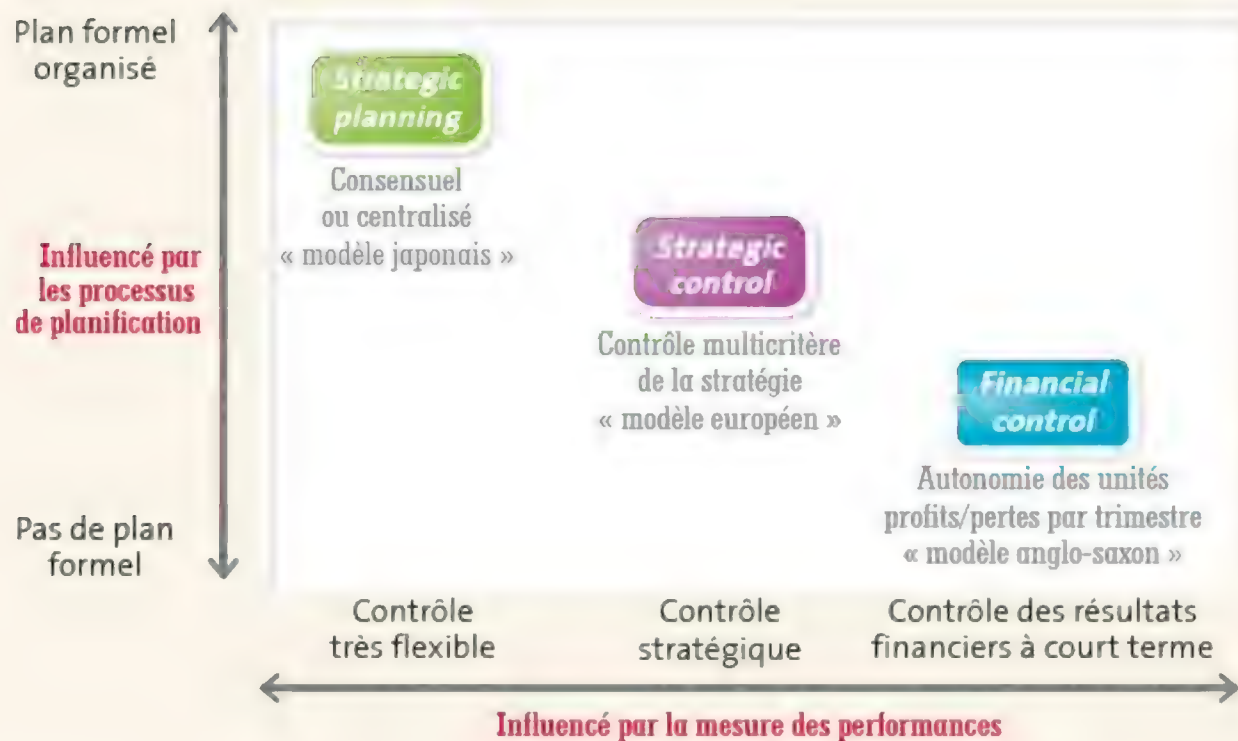 Plan formel
organisé
Strategic
planning
Consensuel
ou centralisé
« modèle japonais »
Influencé par
les processus
de planification
Strategic
control
Contrôle multicritère
de la stratégie
« modèle européen »
Financial
control
Autonomie des unités
profits/pertes par trimestre
« modèle anglo-saxon »
Pas de plan
formel
Contrôle
très flexible
Contrôle
stratégique
Contrôle des résultats
financiers à court terme
Influencé par la mesure des performances